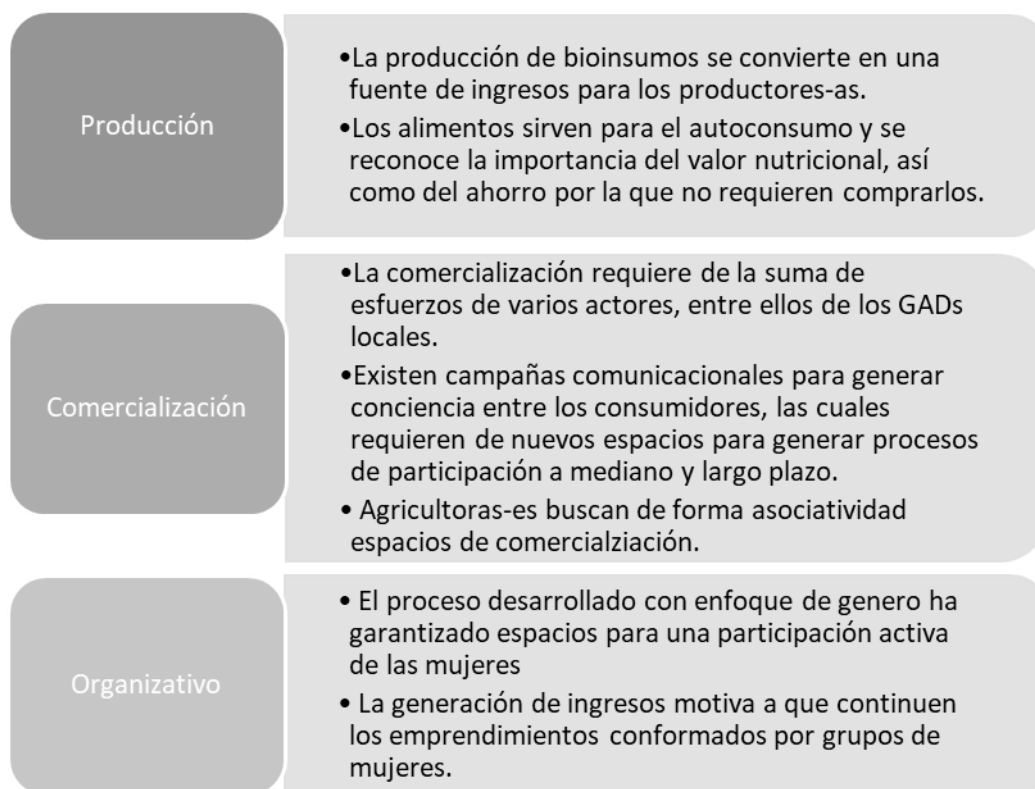 Producción
•La producción de bioinsumos se convierte en una
fuente de ingresos para los productores-as.
•Los alimentos sirven para el autoconsumo y se
reconoce la importancia del valor nutricional, así
como del ahorro por la que no requieren comprarlos.
Comercialización
•La comercialización requiere de la suma de
esfuerzos de varios actores, entre ellos de los GADs
locales.
•Existen campañas comunicacionales para generar
conciencia entre los consumidores, las cuales
requieren de nuevos espacios para generar procesos
de participación a mediano y largo plazo.
• Agricultoras-es buscan de forma asociatividad
espacios de comercialziación.
Organizativo
• El proceso desarrollado con enfoque de genero ha
garantizado espacios para una participación activa
de las mujeres
• La generación de ingresos motiva a que continuen
los emprendimientos conformados por grupos de
mujeres.